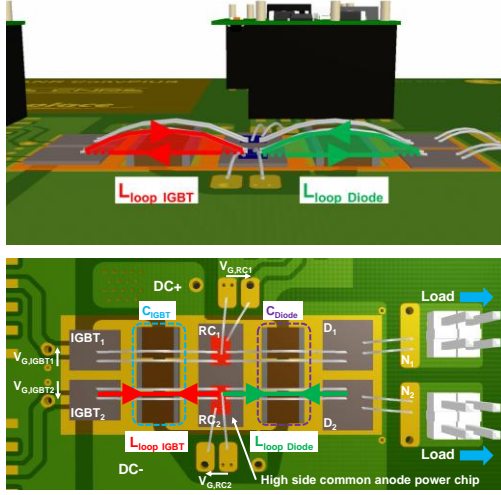 Lloop IGBT
Lloop Diode
VG,RC1
DC+
CIGBT
CDiode
Load
RC1
D1
IGBT1
N1
VG,IGBT1
VG,IGBT2
N2
IGBT2
RC2
D2
Lloop IGBT
Lloop Diode
Load
DC-
VG,RC2
High side common anode power chip